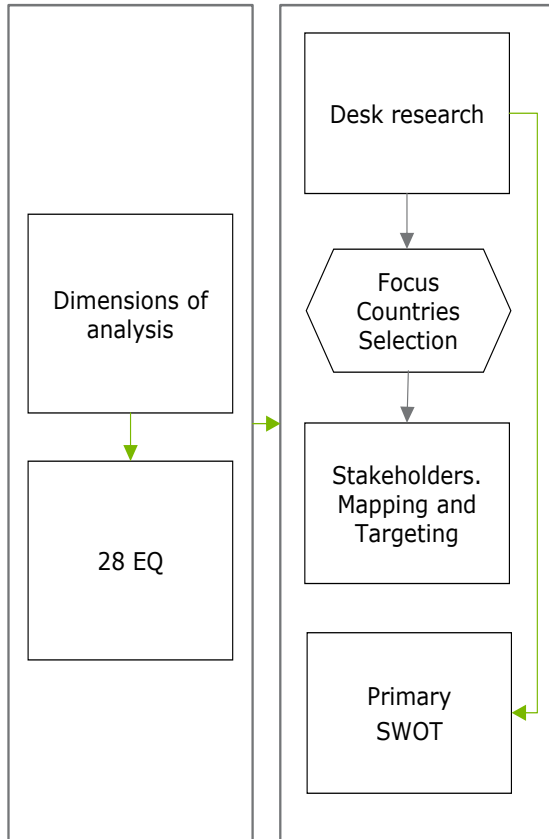 Dimensions of
analysis
28 EQ
Desk research
Focus
Countries
Selection
Stakeholders.
Mapping and
Targeting
Primary
SWOT